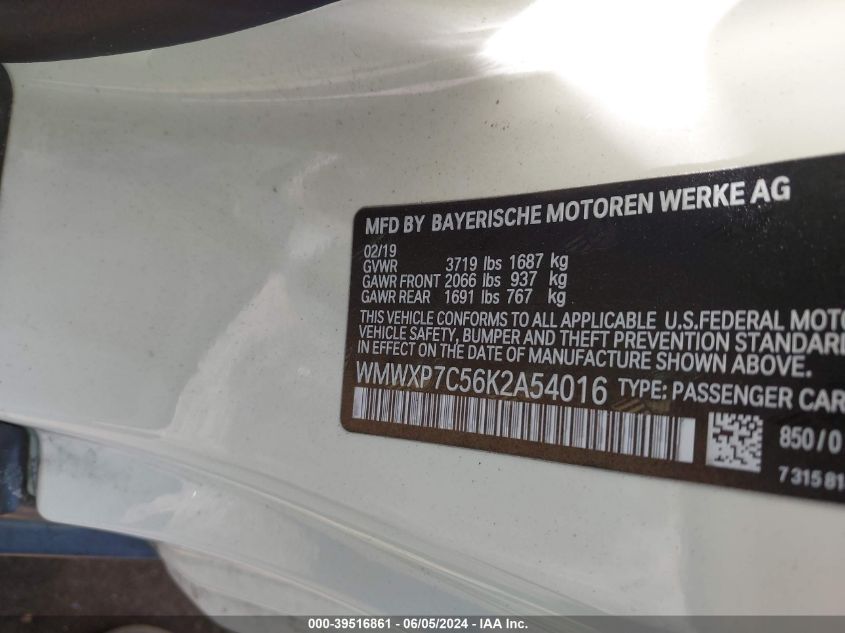 MFD BY BAYERISCHE MOTOREN WERKE AG
02/19
GVWR 3719 lbs 1687 kg
GAWR FRONT 2066 lbs 937 kg
GAWR REAR 1691 lbs 767 kg
THIS VEHICLE CONFORMS TO ALL APPLICABLE U.S.FEDERAL MOTO
VEHICLE SAFETY, BUMPER AND THEFT PREVENTION STANDARD
IN EFFECT ON THE DATE OF MANUFACTURE SHOWN ABOVE.
WMWXP7C56K2A54016 TYPE: PASSENGER CAR
850/0
7 315 81
000-39516861 - 06/05/2024 - IAA Inc.